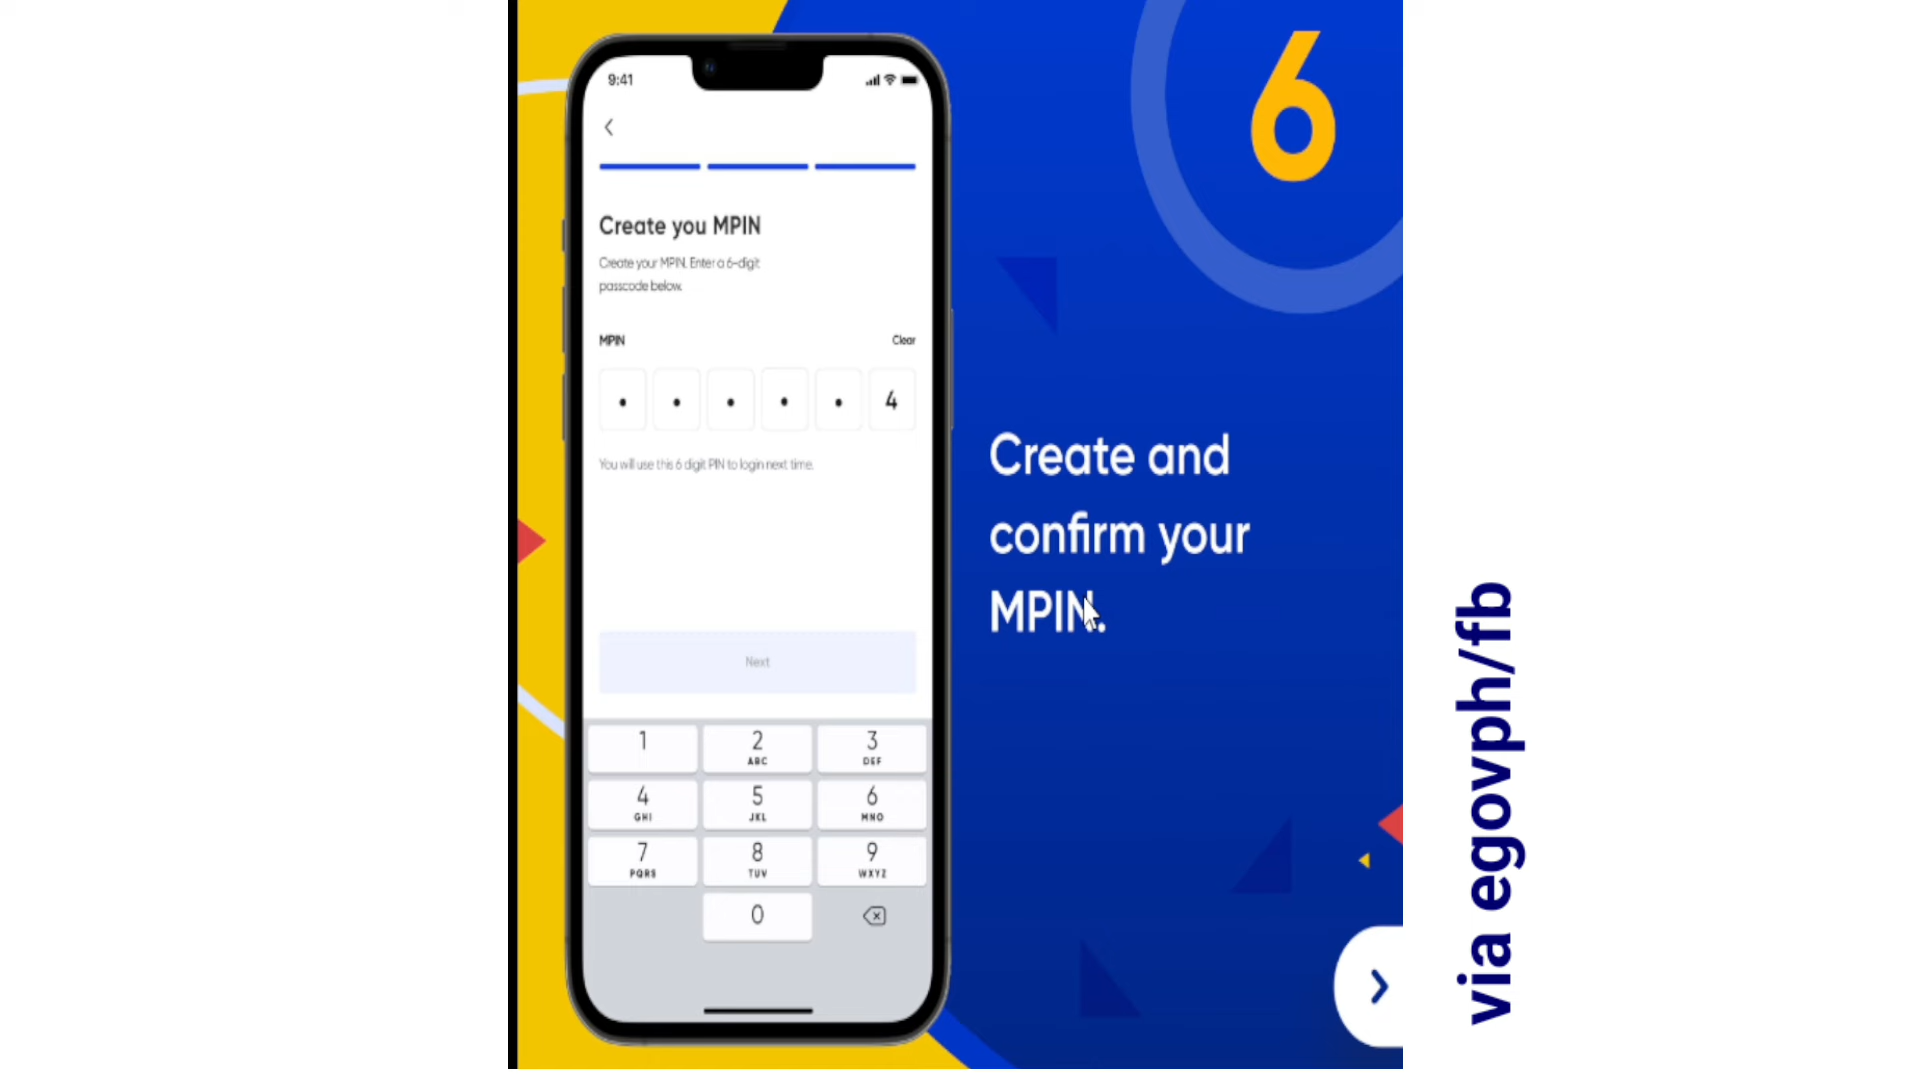 9:41
Create you MPIN
Create your MPIN. Enter a 6-digit
passcode below.
MPIN Clear
4
You will use this 6 digit PIN to login next time.
Next
1 2 3
ABC DEF
4 5 6
GHI JKL MNO
7 8 9
PQRS TUV WXYZ
0
6
Create and
confirm your
MPIN.
via egovph/fb